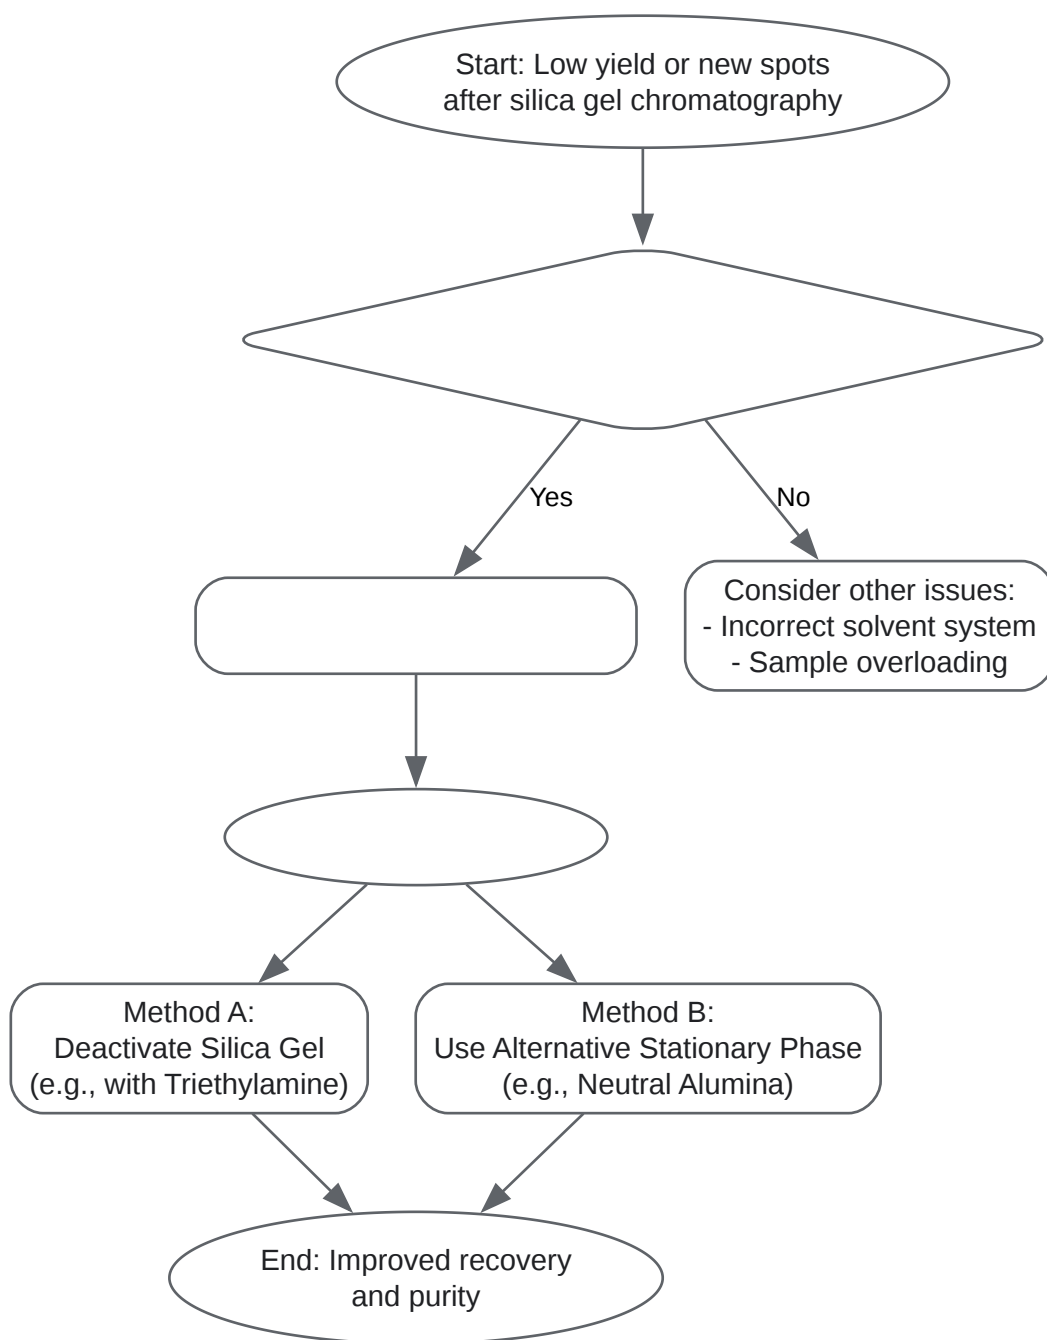 Start: Low yield or new spots
after silica gel chromatography
Yes
No
Consider other issues:
- Incorrect solvent system
- Sample overloading
Method A:
Deactivate Silica Gel
(e.g., with Triethylamine)
Method B:
Use Alternative Stationary Phase
(e.g., Neutral Alumina)
End: Improved recovery
and purity